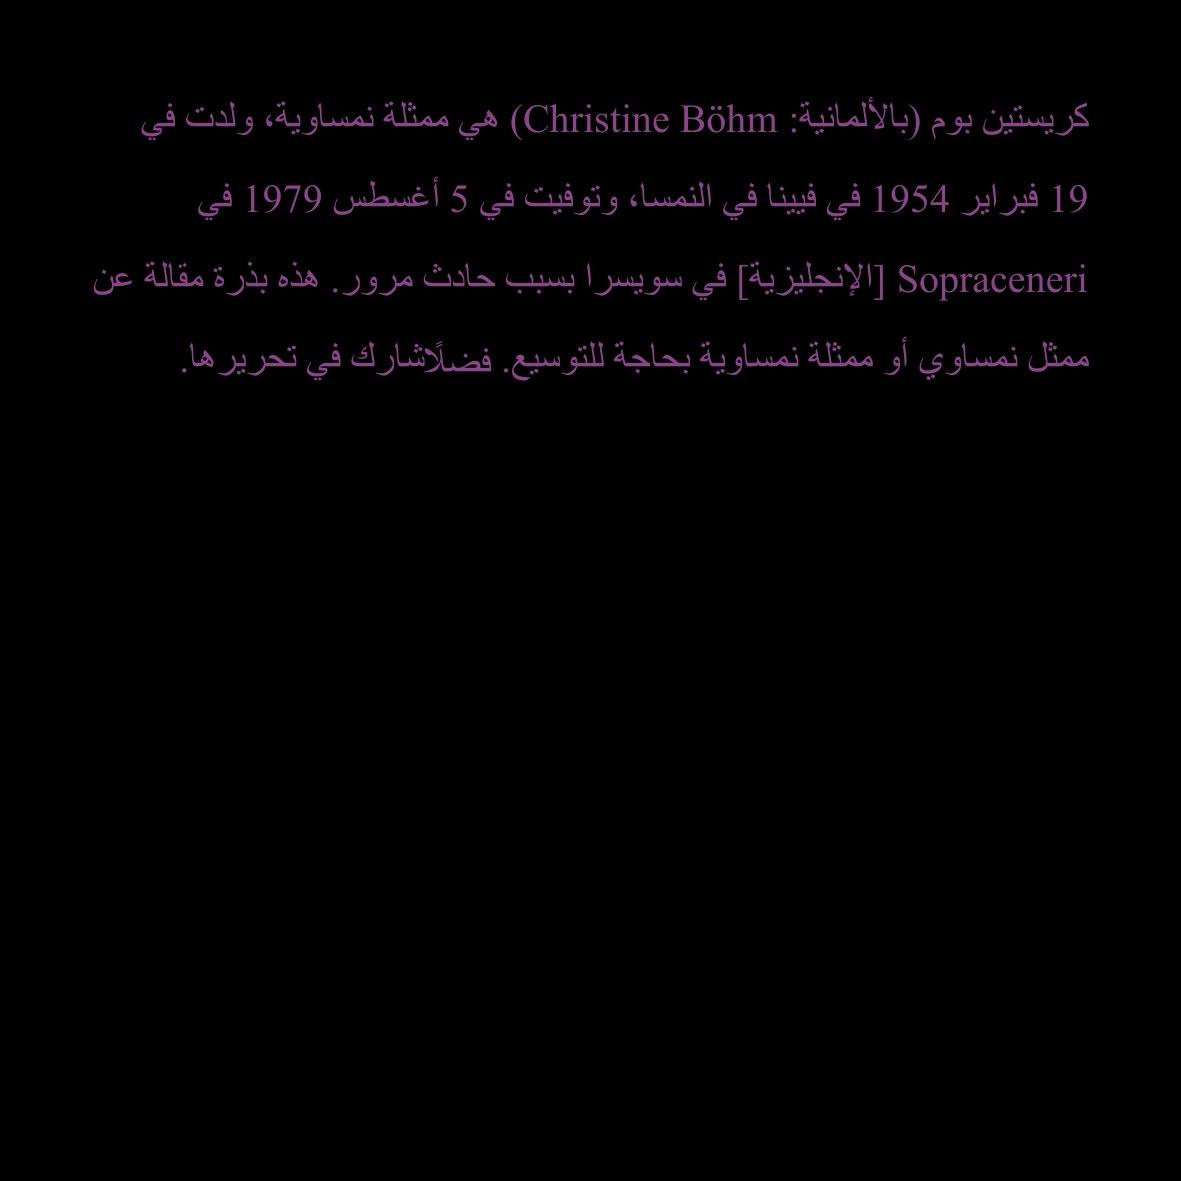 كريستين بوم (بالألمانية: Christine Böhm) هي ممثلة نمساوية، ولدت في
19 فبراير 1954 في فيينا في النمسا، وتوفيت في 5 أغسطس 1979 في
Sopraceneri [الإنجليزية] في سويسرا بسبب حادث مرور. هذه بذرة مقالة عن
ممثل نمساوي أو ممثلة نمساوية بحاجة للتوسيع. فضلًاشارك في تحريرها.